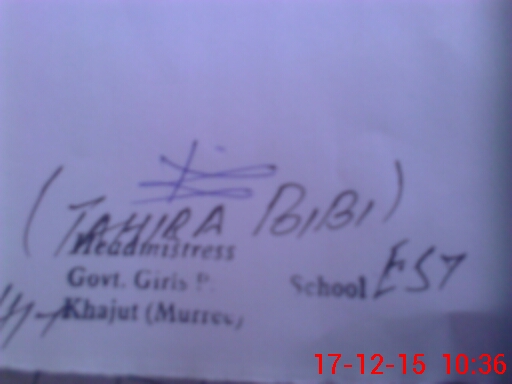 (TAHIRA BIBI)
Headmistress
Govt. Girls P. School EST
Khajut (Murree)
17-12-15 10:36